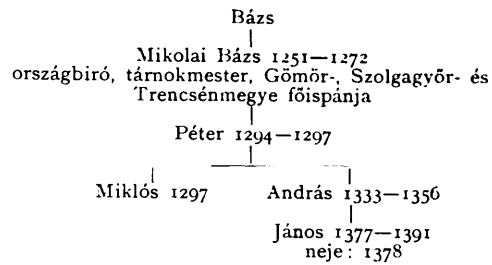 Bázs
Mikolai Bázs 1251—1272
országbiró, tárnokmester, Gömör-, Szolgagyőr- és
Trencsénmegye főispánja
Péter 1294—1297
Miklós 1297 András 1333—1356
János 1377—1391
neje: 1378